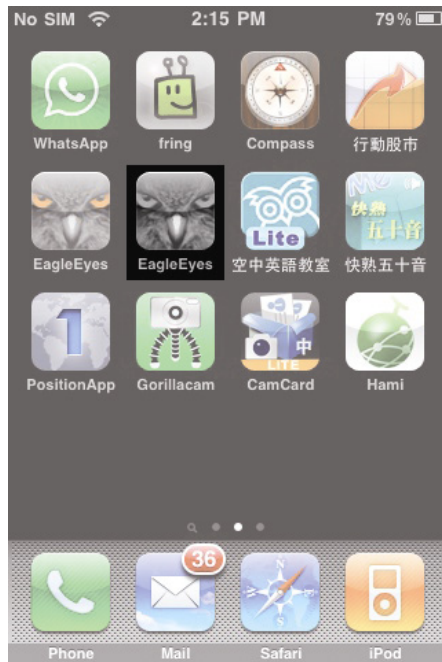 No SIM 2:15 PM 79%
WhatsApp fring Compass 行動股市
Lite Me 快熟 五十音
EagleEyes EagleEyes 空中英語教室 快熟五十音
1 中 LITE
PositionApp Gorillacam CamCard Hami
36
N
Phone Mail Safari iPod